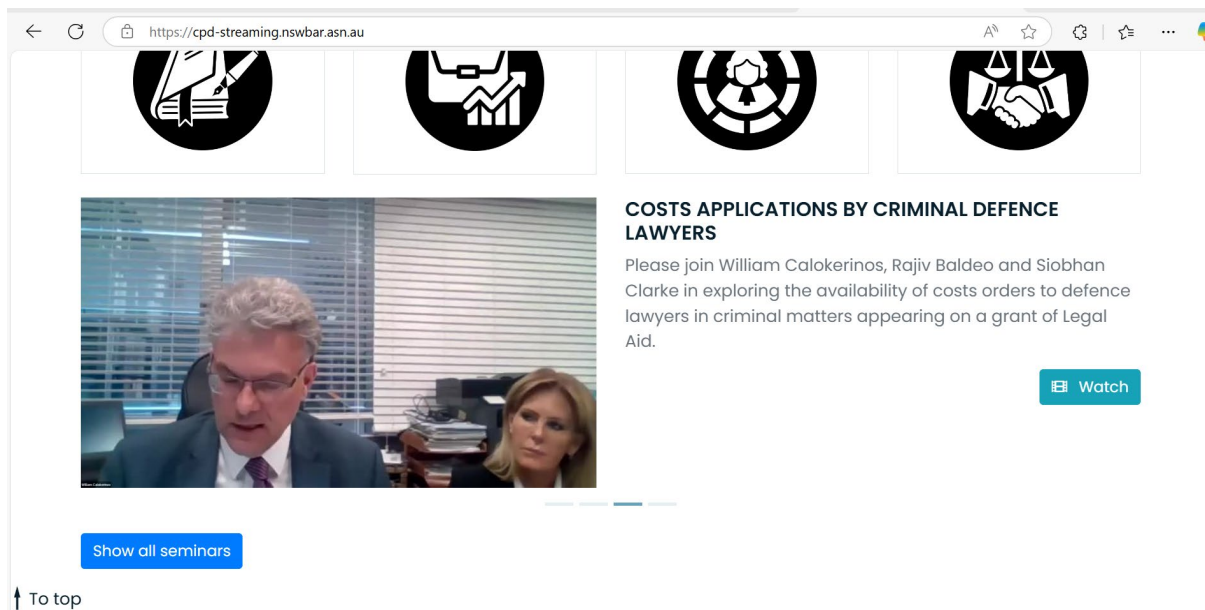 https://cpd-streaming.nswbar.asn.au
COSTS APPLICATIONS BY CRIMINAL DEFENCE
LAWYERS
Please join William Calokerinos, Rajiv Baldeo and Siobhan
Clarke in exploring the availability of costs orders to defence
lawyers in criminal matters appearing on a grant of Legal
Aid.
Watch
William Calokerinos
Show all seminars
To top